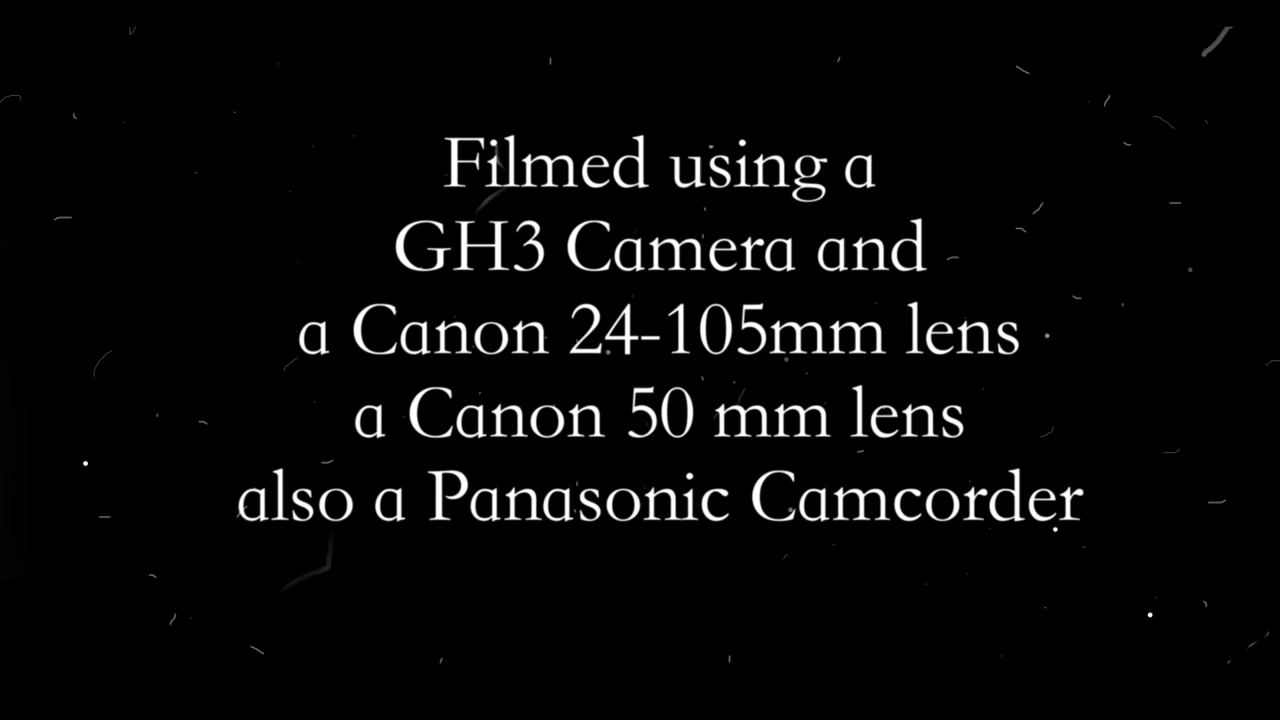 Filmed using a
GH3 Camera and
a Canon 24-105mm lens
a Canon 50 mm lens
also a Panasonic Camcorder